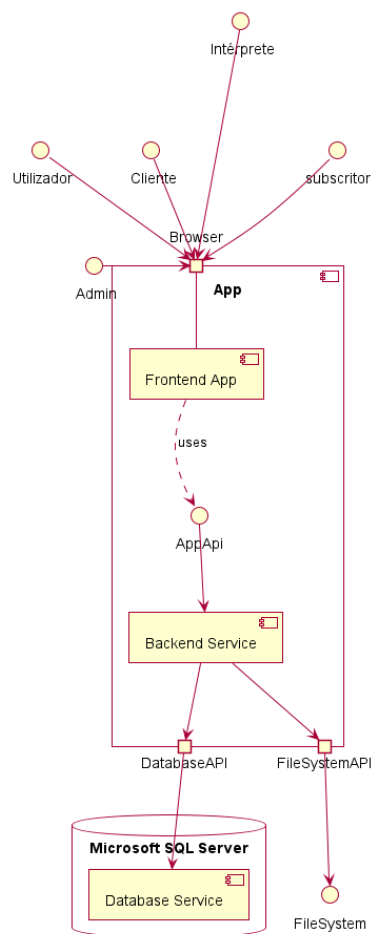 Intérprete
Utilizador
Cliente
subscritor
Browser
Admin
App
Frontend App
uses
AppApi
Backend Service
DatabaseAPI
FileSystemAPI
Microsoft SQL Server
Database Service
FileSystem